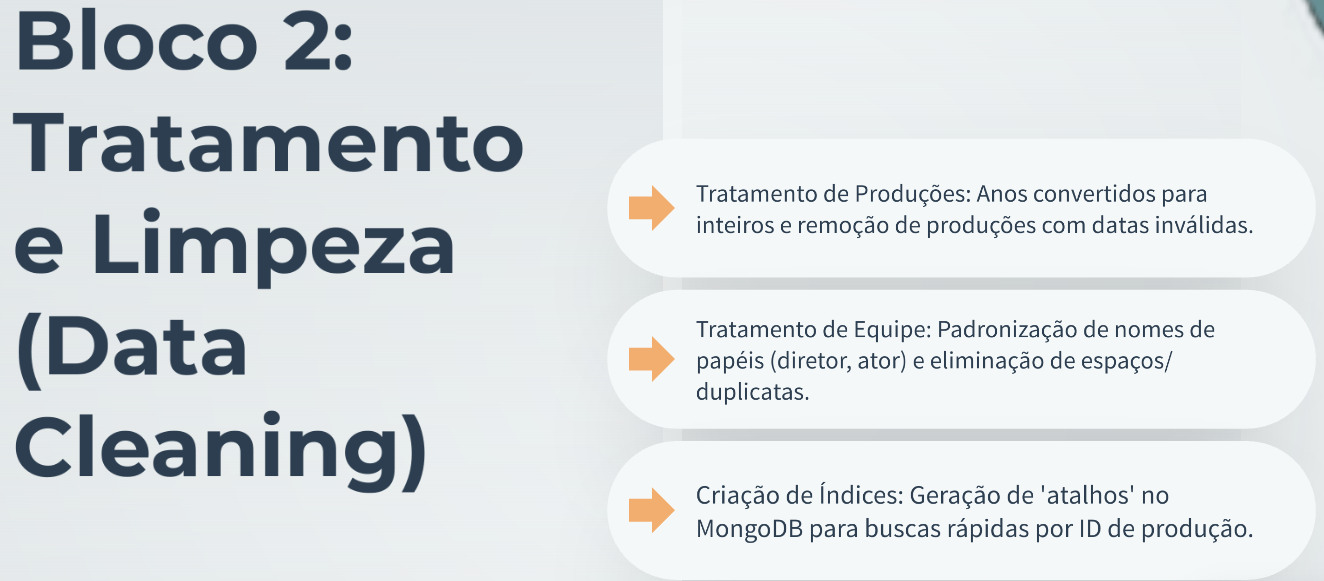 Bloco 2:
Tratamento
e Limpeza
(Data
Cleaning)
Tratamento de Produções: Anos convertidos para
inteiros e remoção de produções com datas inválidas.
Tratamento de Equipe: Padronização de nomes de
papéis (diretor, ator) e eliminação de espaços/
duplicatas.
Criação de Índices: Geração de 'atalhos' no
MongoDB para buscas rápidas por ID de produção.